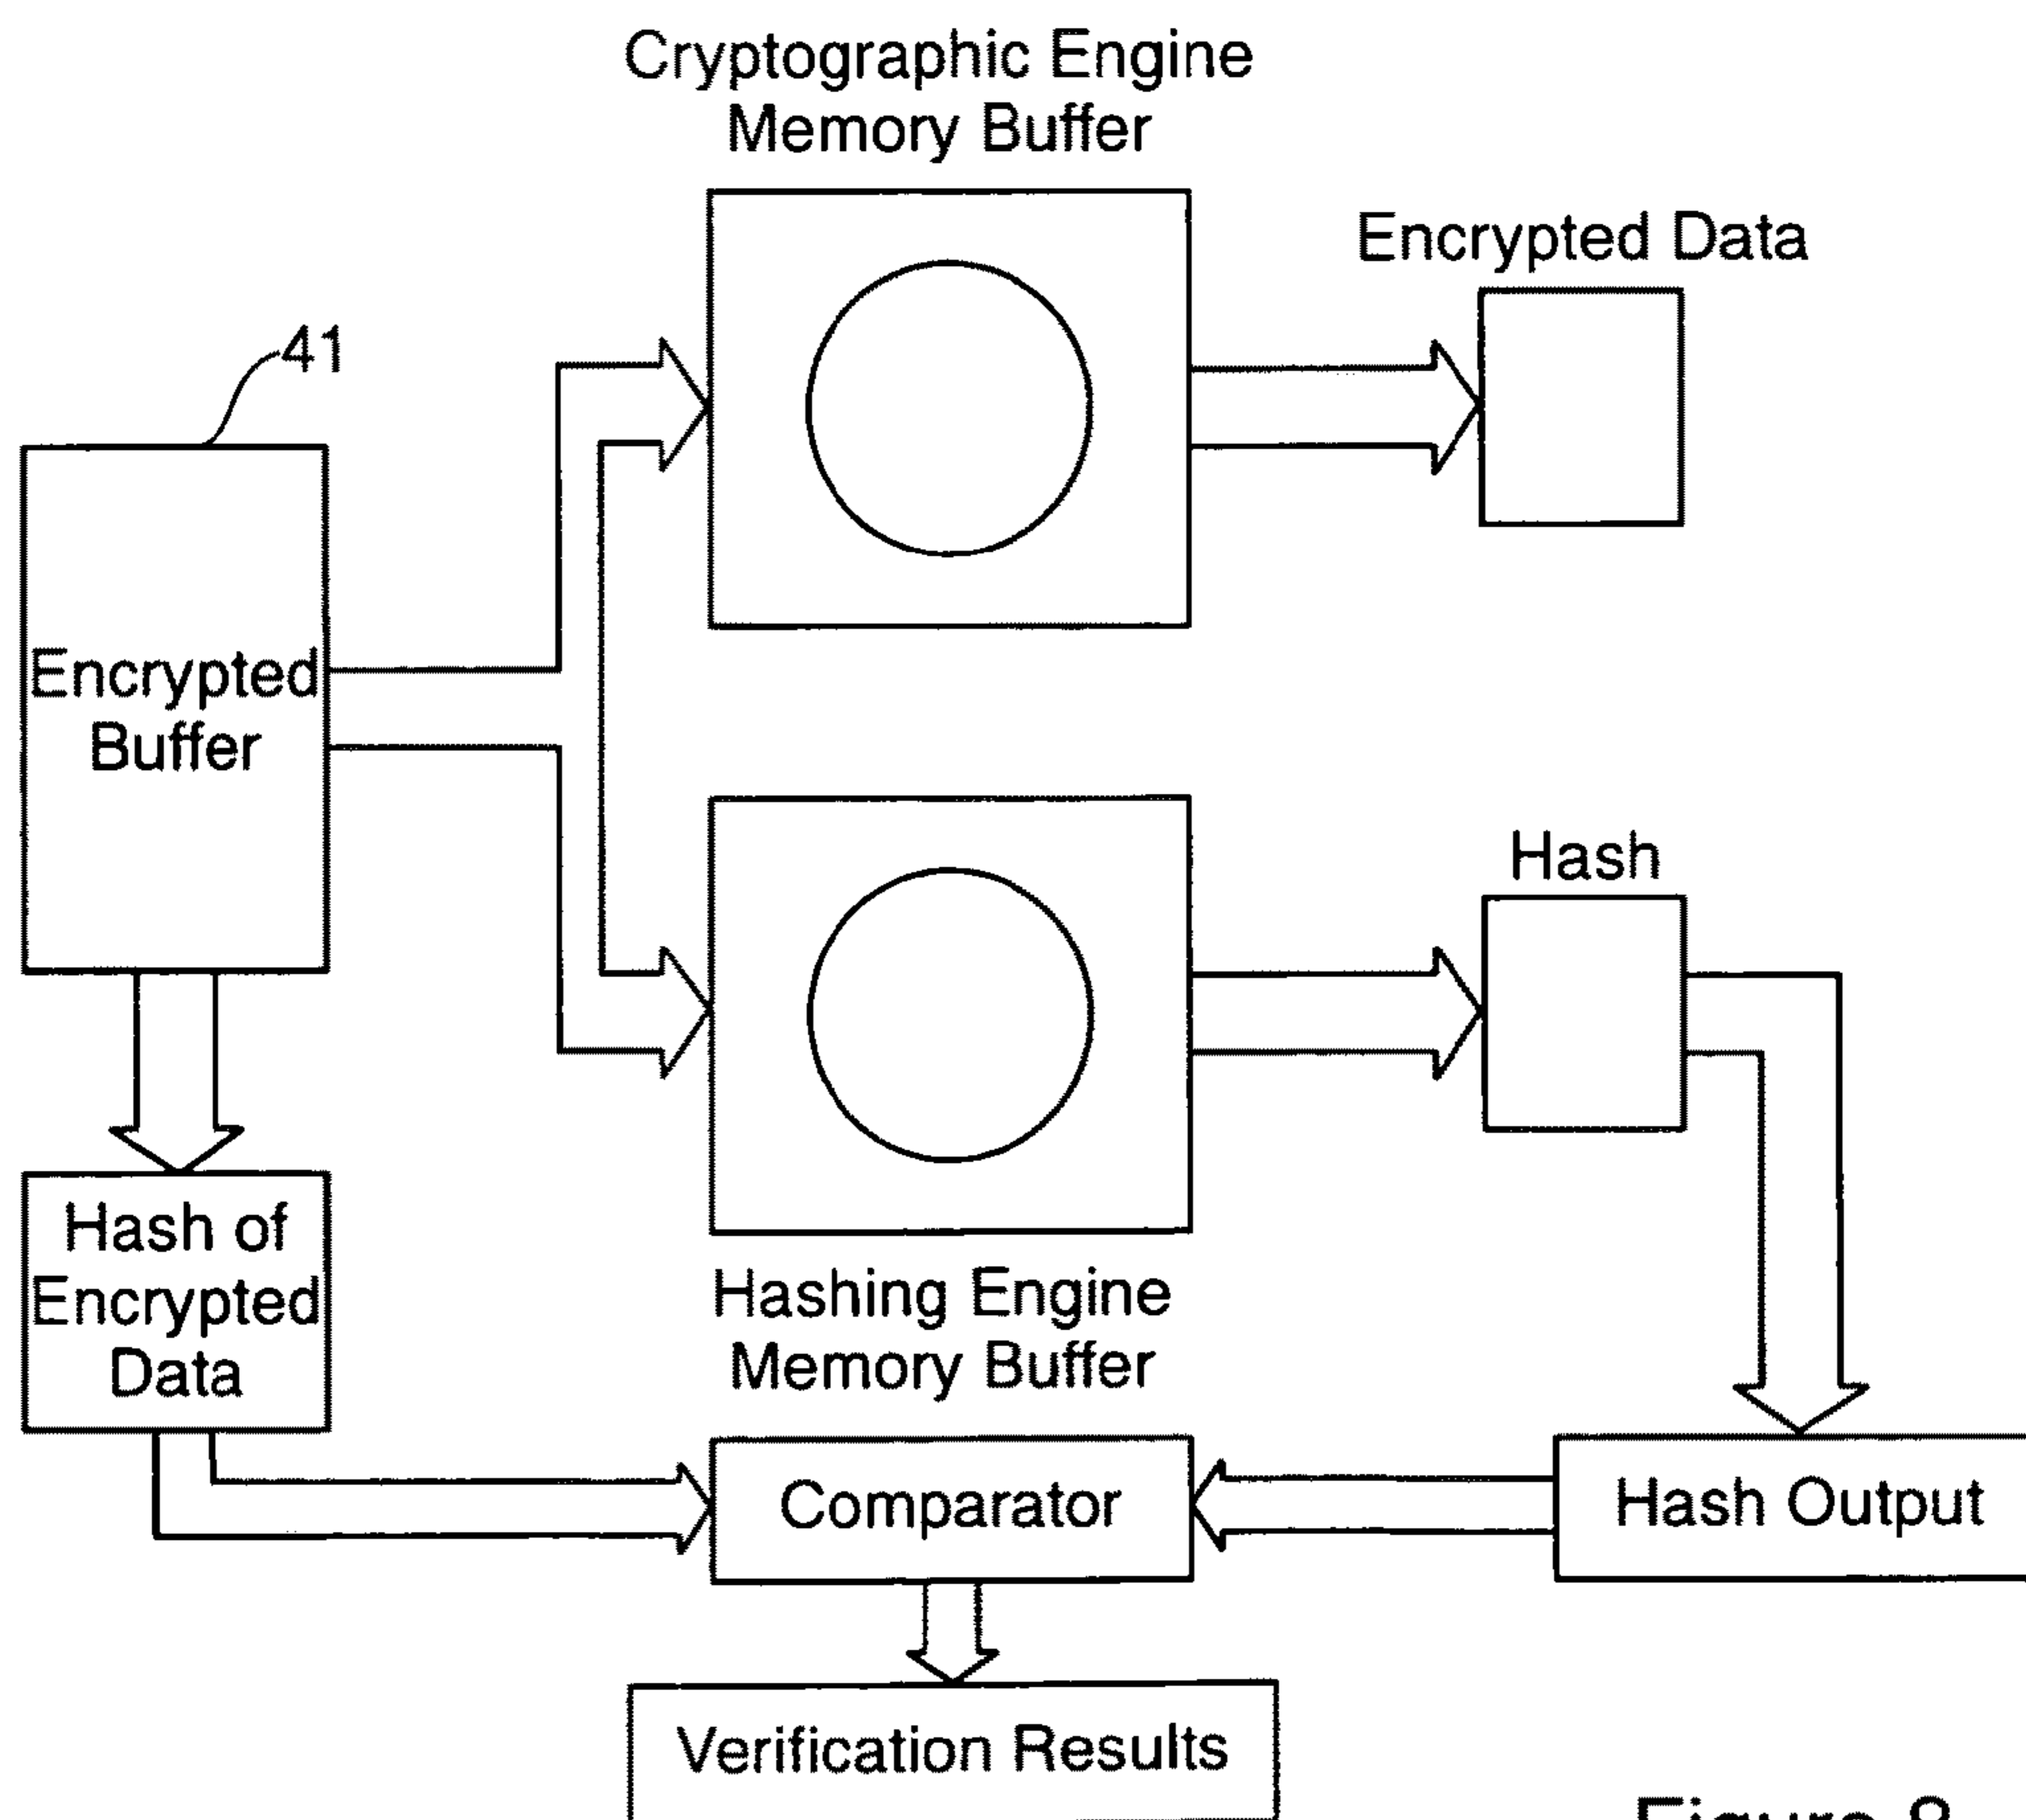 Cryptographic Engine
Memory Buffer
Encrypted Data
41
Encrypted
Buffer
Hash
Hash of
Encrypted
Data
Hashing Engine
Memory Buffer
Comparator
Hash Output
Verification Results
Figure